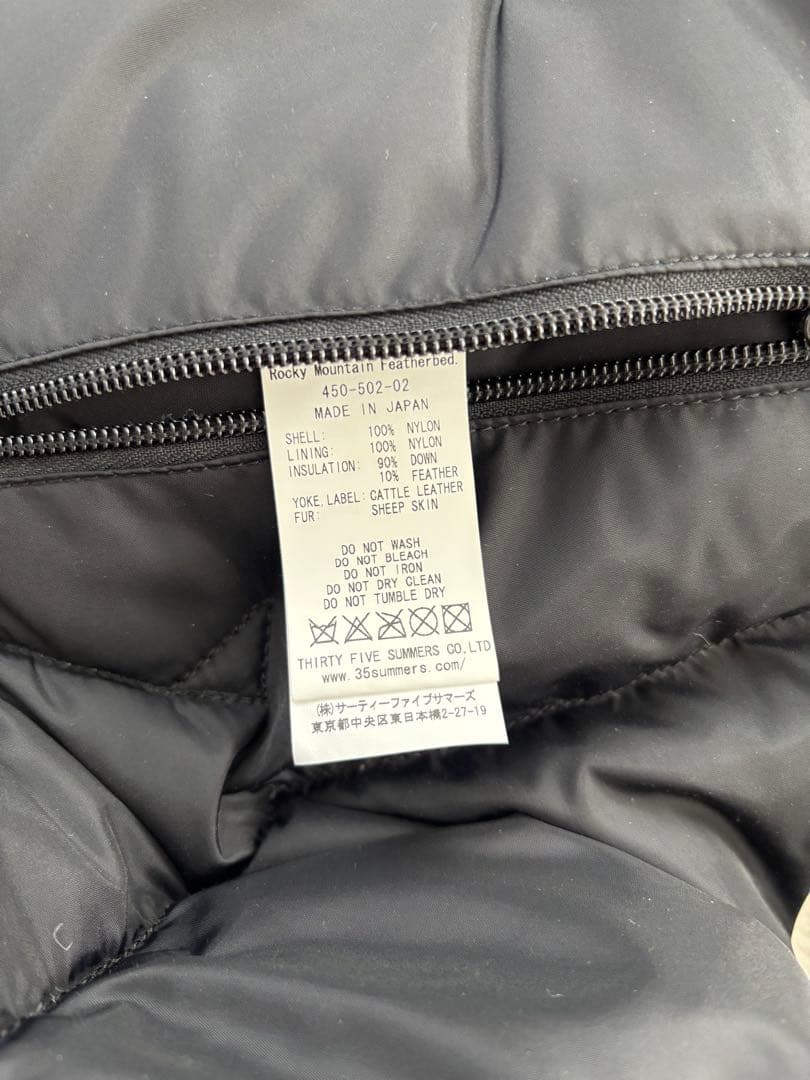 Rocky Mountain Featherbed.
450-502-02
MADE IN JAPAN
SHELL: 100% NYLON
LINING: 100% NYLON
INSULATION: 90% DOWN
10% FEATHER
YOKE, LABEL: CATTLE LEATHER
FUR: SHEEP SKIN
DO NOT WASH
DO NOT BLEACH
DO NOT IRON
DO NOT DRY CLEAN
DO NOT TUMBLE DRY
THIRTY FIVE SUMMERS CO.LTD
www.35summers.com/
(株)サーティーファイブサマーズ
東京都中央区東日本橋2-27-19